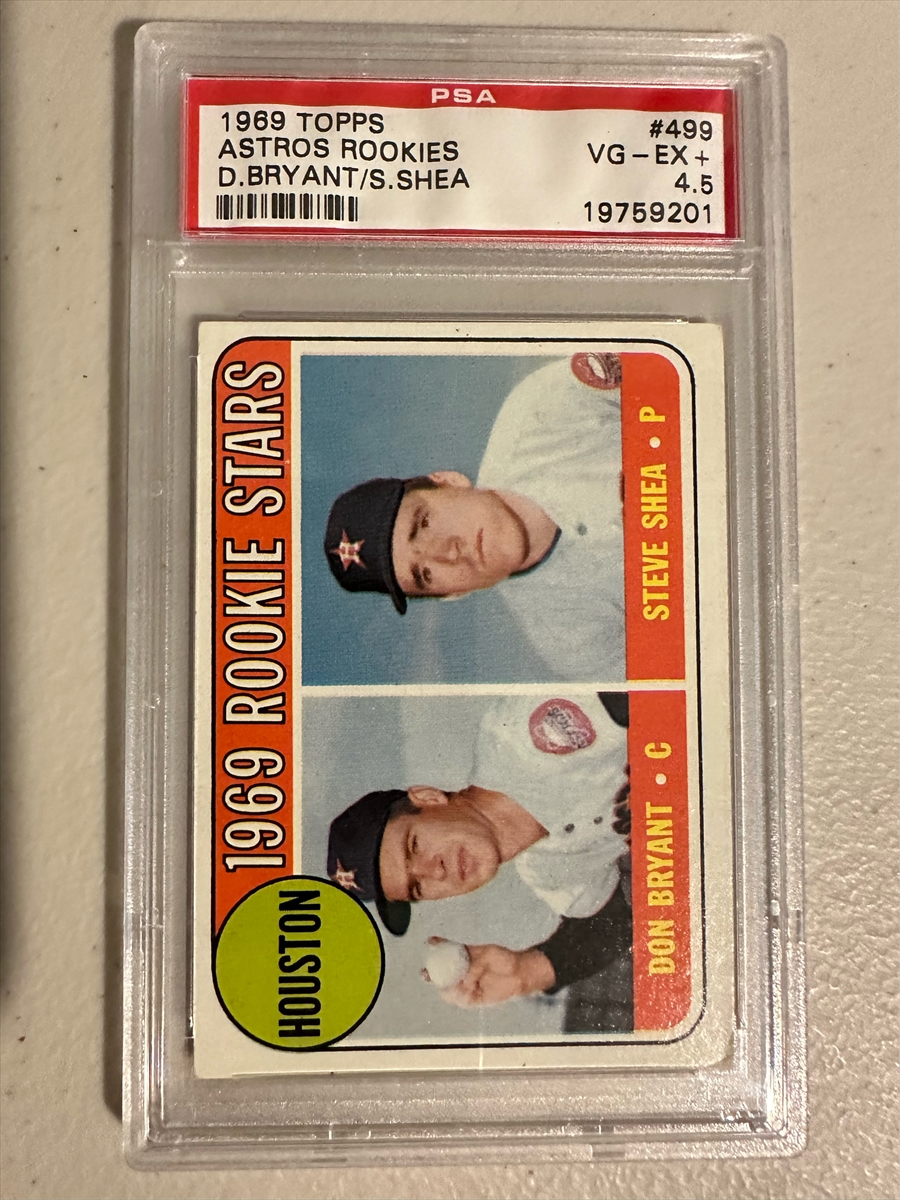 PSA
1969 TOPPS
ASTROS ROOKIES
D.BRYANT/S.SHEA
#499
VG-EX+
4.5
19759201
1969 ROOKIE STARS
HOUSTON
DON BRYANT • C
STEVE SHEA • P
H
H